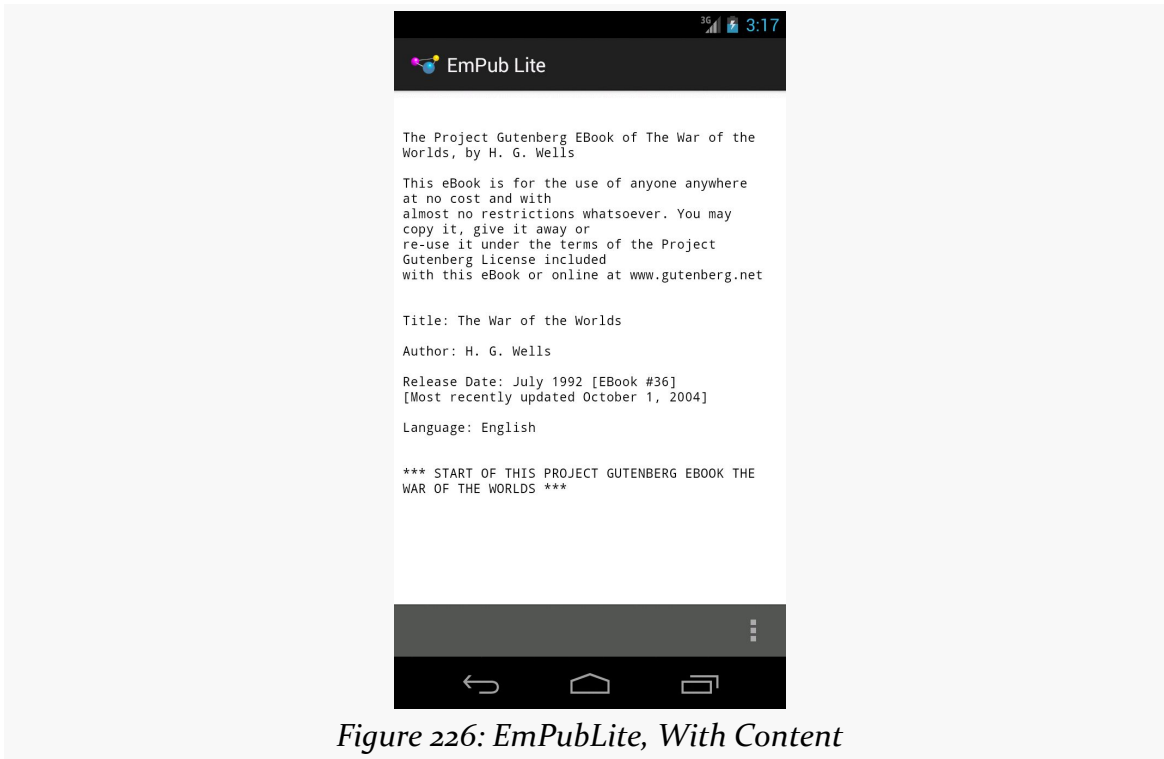 3G 3:17
EmPub Lite
The Project Gutenberg EBook of The War of the
Worlds, by H. G. Wells
This eBook is for the use of anyone anywhere
at no cost and with
almost no restrictions whatsoever. You may
copy it, give it away or
re-use it under the terms of the Project
Gutenberg License included
with this eBook or online at www.gutenberg.net
Title: The War of the Worlds
Author: H. G. Wells
Release Date: July 1992 [EBook #36]
[Most recently updated October 1, 2004]
Language: English
*** START OF THIS PROJECT GUTENBERG EBOOK THE
WAR OF THE WORLDS ***
Figure 226: EmPubLite, With Content